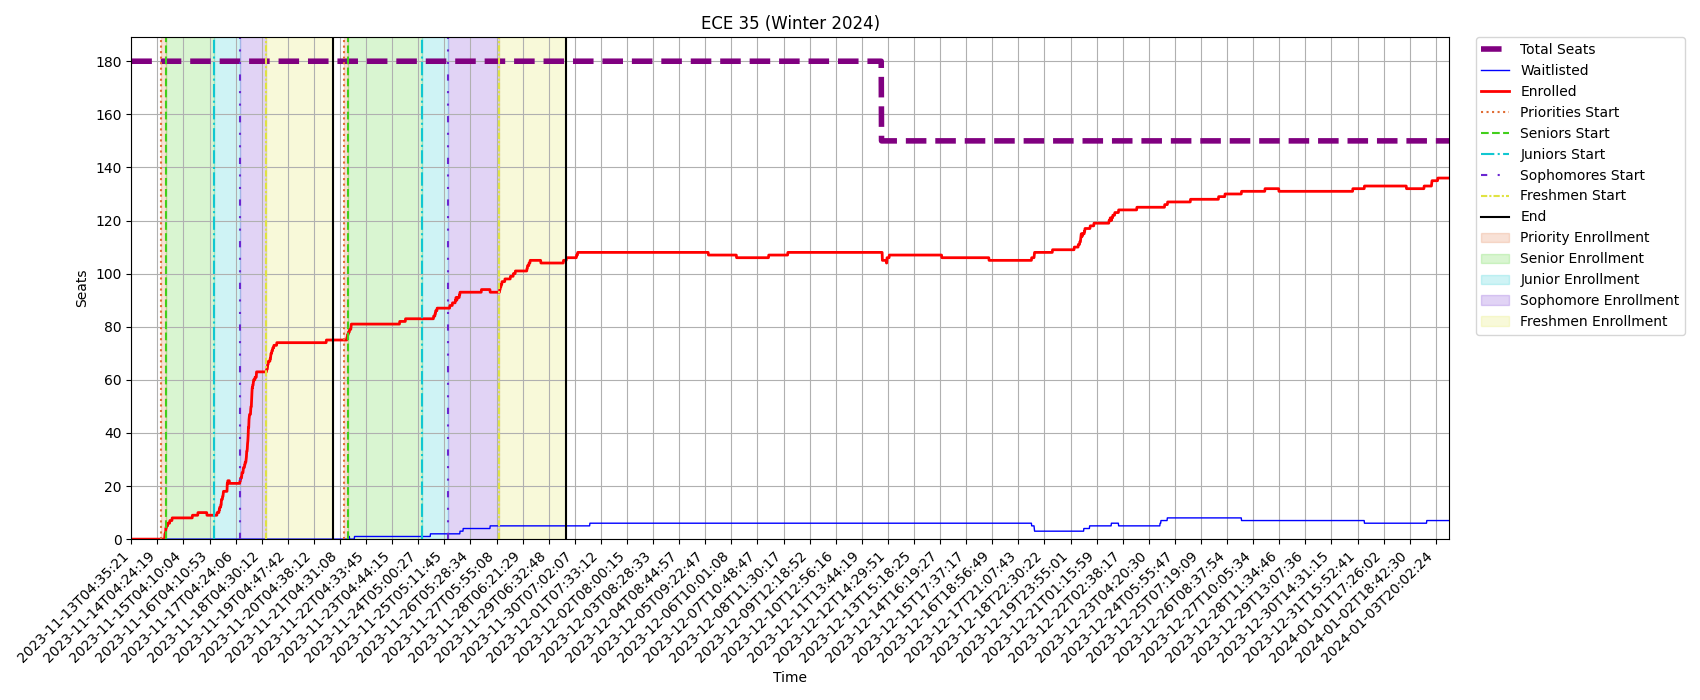 ECE 35 (Winter 2024)
Seats
180
160
140
120
100
80
60
40
20
0
2023-11-13T04:35:21
2023-11-14T04:24:19
2023-11-15T04:10:04
2023-11-16T04:10:53
2023-11-17T04:24:06
2023-11-18T04:30:12
2023-11-19T04:47:42
2023-11-20T04:38:12
2023-11-21T04:31:08
2023-11-22T04:33:45
2023-11-23T04:44:15
2023-11-24T05:00:27
2023-11-25T05:11:45
2023-11-26T05:28:34
2023-11-27T05:55:08
2023-11-28T06:21:29
2023-11-29T06:32:48
2023-11-30T07:02:07
2023-12-01T07:33:12
2023-12-02T08:00:15
2023-12-03T08:28:33
2023-12-04T08:44:57
2023-12-05T09:22:47
2023-12-06T10:01:08
2023-12-07T10:48:47
2023-12-08T11:30:17
2023-12-09T12:18:52
2023-12-10T12:56:16
2023-12-11T13:44:19
2023-12-12T14:29:51
2023-12-13T15:18:25
2023-12-14T16:19:27
2023-12-15T17:37:17
2023-12-16T18:56:49
2023-12-17T21:07:43
2023-12-18T22:30:22
2023-12-19T23:55:01
2023-12-21T01:15:59
2023-12-22T02:38:17
2023-12-23T04:20:30
2023-12-24T05:55:47
2023-12-25T07:19:09
2023-12-26T08:37:54
2023-12-27T10:05:34
2023-12-28T11:34:46
2023-12-29T13:07:36
2023-12-30T14:31:15
2023-12-31T15:52:41
2024-01-01T17:26:02
2024-01-02T18:42:30
2024-01-03T20:02:24
Time
Total Seats
Waitlisted
Enrolled
Priorities Start
Seniors Start
Juniors Start
Sophomores Start
Freshmen Start
End
Priority Enrollment
Senior Enrollment
Junior Enrollment
Sophomore Enrollment
Freshmen Enrollment